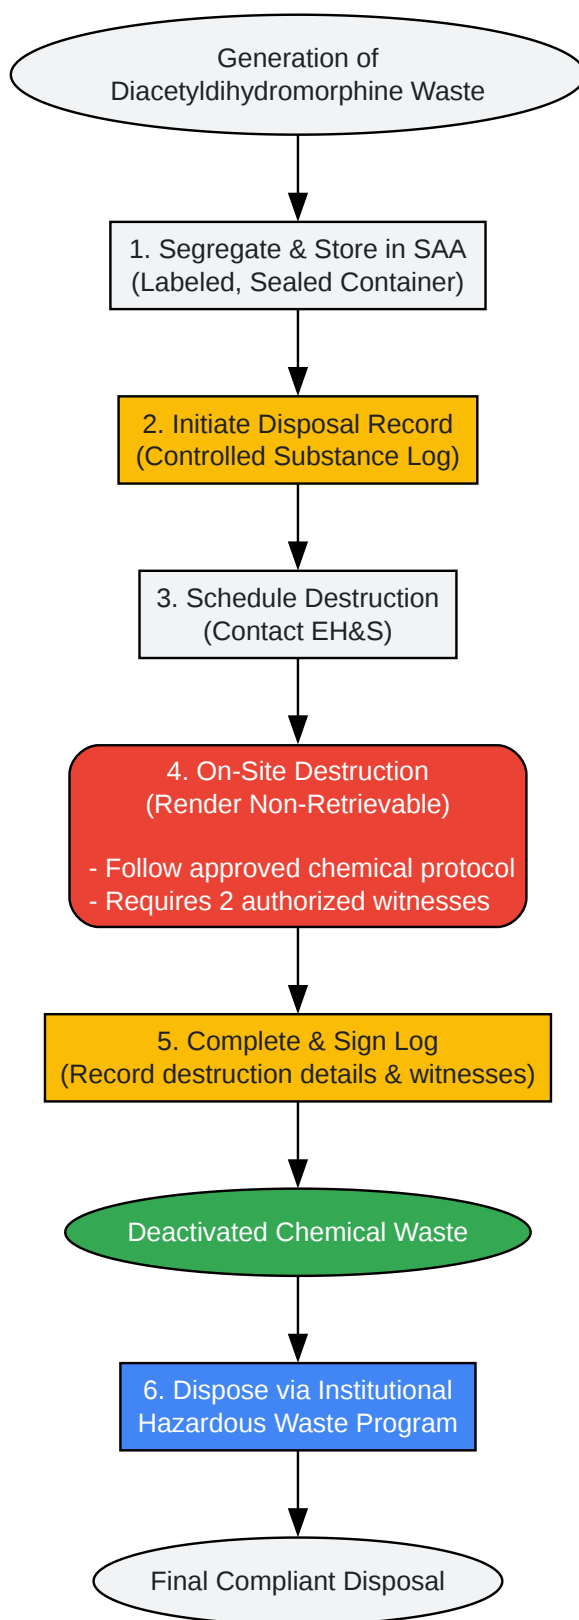 Generation of
Diacetyldihydromorphine Waste
1. Segregate & Store in SAA
(Labeled, Sealed Container)
2. Initiate Disposal Record
(Controlled Substance Log)
3. Schedule Destruction
(Contact EH&S)
4. On-Site Destruction
(Render Non-Retrievable)
- Follow approved chemical protocol
- Requires 2 authorized witnesses
5. Complete & Sign Log
(Record destruction details & witnesses)
Deactivated Chemical Waste
6. Dispose via Institutional
Hazardous Waste Program
Final Compliant Disposal